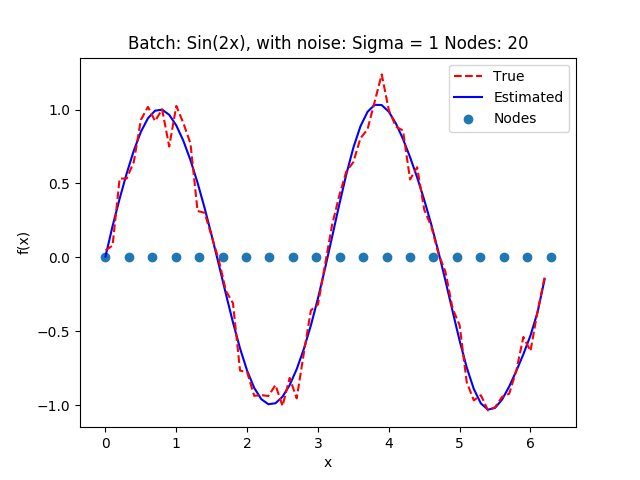 Batch: Sin(2x), with noise: Sigma = 1 Nodes: 20
True
Estimated
Nodes
1.0
0.5
0.0
−0.5
−1.0
f(x)
0 1 2 3 4 5 6
x